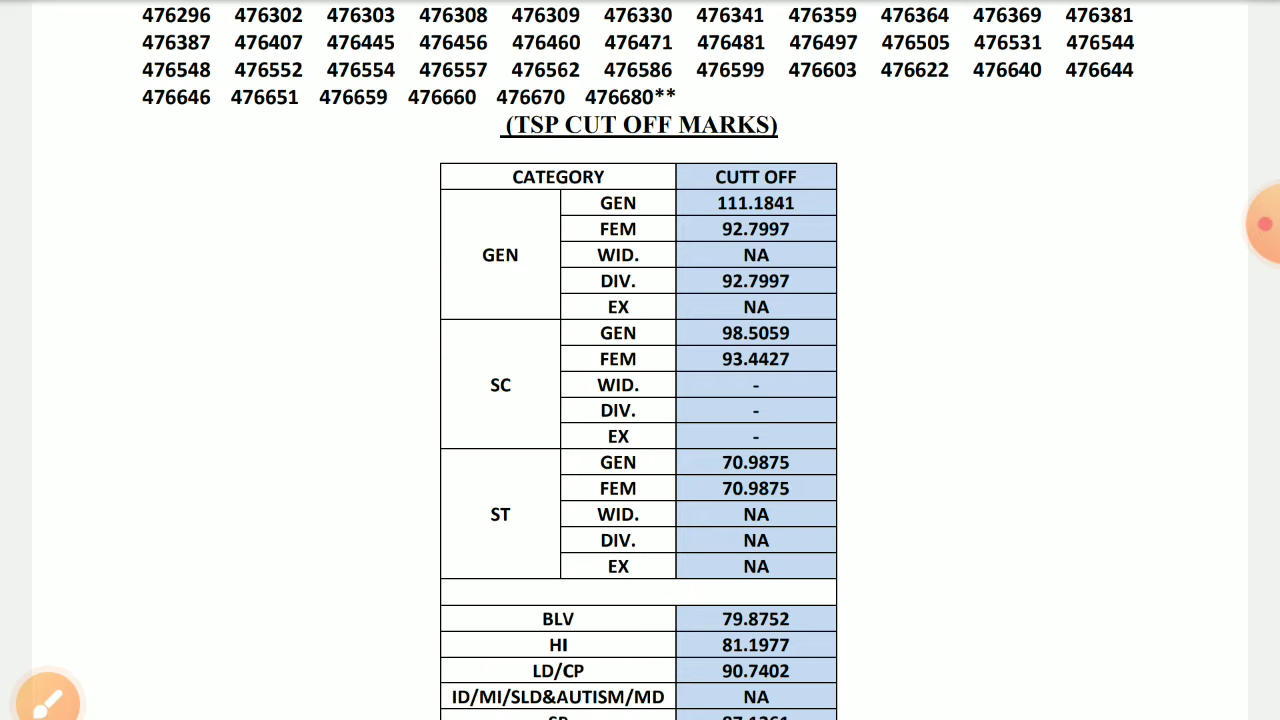 476296 476302 476303 476308 476309 476330 476341 476359 476364 476369 476381
476387 476407 476445 476456 476460 476471 476481 476497 476505 476531 476544
476548 476552 476554 476557 476562 476586 476599 476603 476622 476640 476644
476646 476651 476659 476660 476670 476680**
(TSP CUT OFF MARKS)
CATEGORY CUTT OFF
GEN GEN 111.1841
FEM 92.7997
WID. NA
DIV. 92.7997
EX NA
SC GEN 98.5059
FEM 93.4427
WID. -
DIV. -
EX -
ST GEN 70.9875
FEM 70.9875
WID. NA
DIV. NA
EX NA
BLV 79.8752
HI 81.1977
LD/CP 90.7402
ID/MI/SLD&AUTISM/MD NA